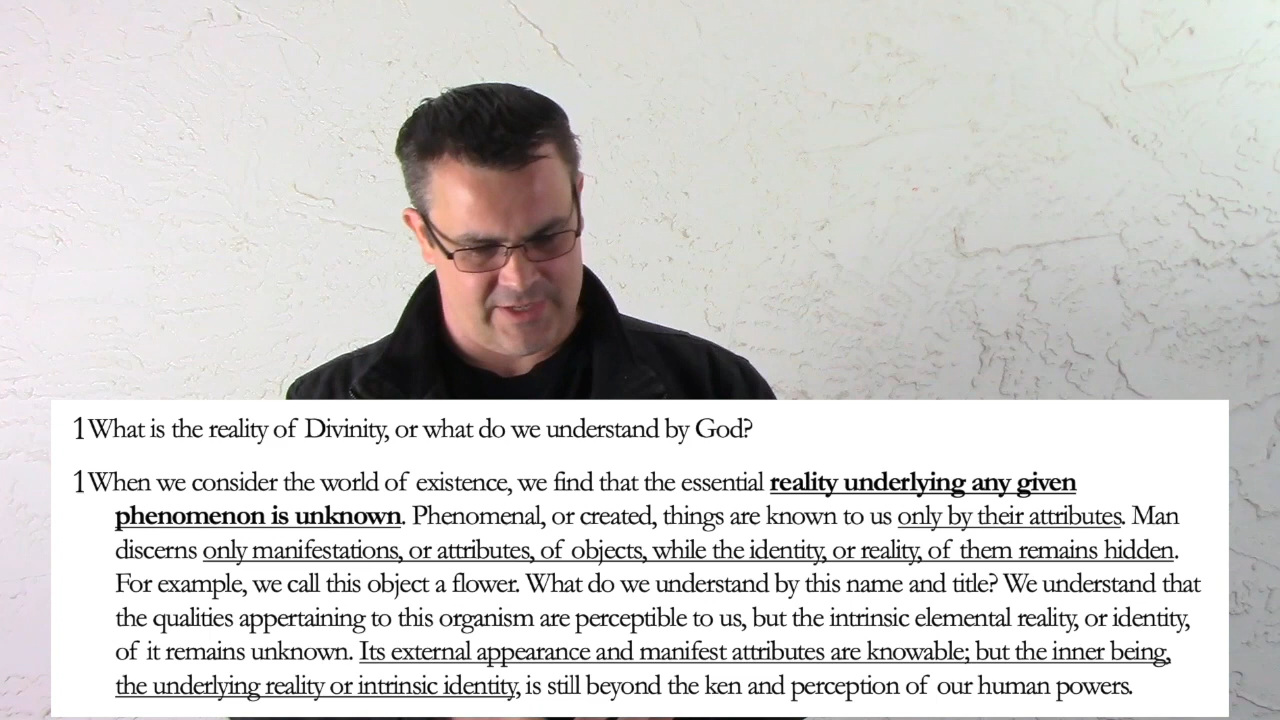 1What is the reality of Divinity, or what do we understand by God?
1When we consider the world of existence, we find that the essential reality underlying any given
phenomenon is unknown. Phenomenal, or created, things are known to us only by their attributes. Man
discerns only manifestations, or attributes, of objects, while the identity, or reality, of them remains hidden.
For example, we call this object a flower. What do we understand by this name and title? We understand that
the qualities appertaining to this organism are perceptible to us, but the intrinsic elemental reality, or identity,
of it remains unknown. Its external appearance and manifest attributes are knowable; but the inner being,
the underlying reality or intrinsic identity, is still beyond the ken and perception of our human powers.